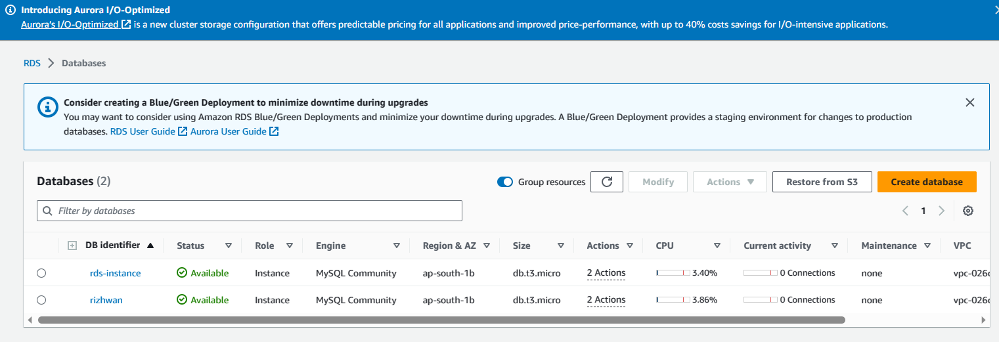 Introducing Aurora I/O-Optimized
Aurora's I/O-Optimized is a new cluster storage configuration that offers predictable pricing for all applications and improved price-performance, with up to 40% costs savings for I/O-intensive applications.
RDS Databases
Consider creating a Blue/Green Deployment to minimize downtime during upgrades
You may want to consider using Amazon RDS Blue/Green Deployments and minimize your downtime during upgrades. A Blue/Green Deployment provides a staging environment for changes to production
databases. RDS User Guide Aurora User Guide
Databases (2) Group resources Modify Actions Restore from S3 Create database
Filter by databases 1
DB identifier Status Role Engine Region & AZ Size Actions CPU Current activity Maintenance VPC
rds-instance Available Instance MySQL Community ap-south-1b db.t3.micro 2 Actions 3.40% 0 Connections none vpc-026
rizhwan Available Instance MySQL Community ap-south-1b db.t3.micro 2 Actions 3.86% 0 Connections none vpc-026